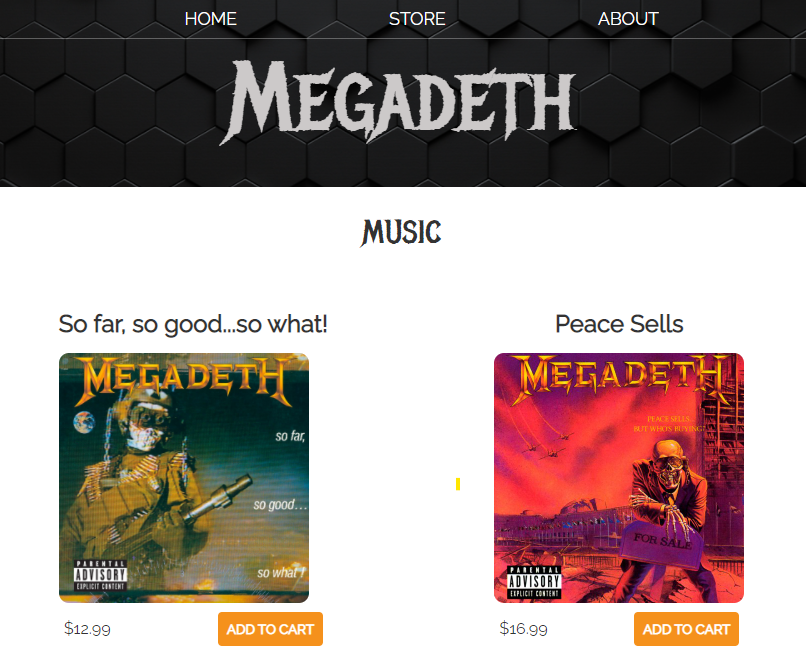 HOME STORE ABOUT
MEGADETH
MUSIC
So far, so good...so what!
MEGADETH
so far,
so good...
so what!
PARENTAL
ADVISORY
EXPLICIT CONTENT
$12.99 ADD TO CART
Peace Sells
MEGADETH
PEACE SELLS...
BUT WHO'S BUYING?
FOR SALE
PARENTAL
ADVISORY
EXPLICIT CONTENT
$16.99 ADD TO CART